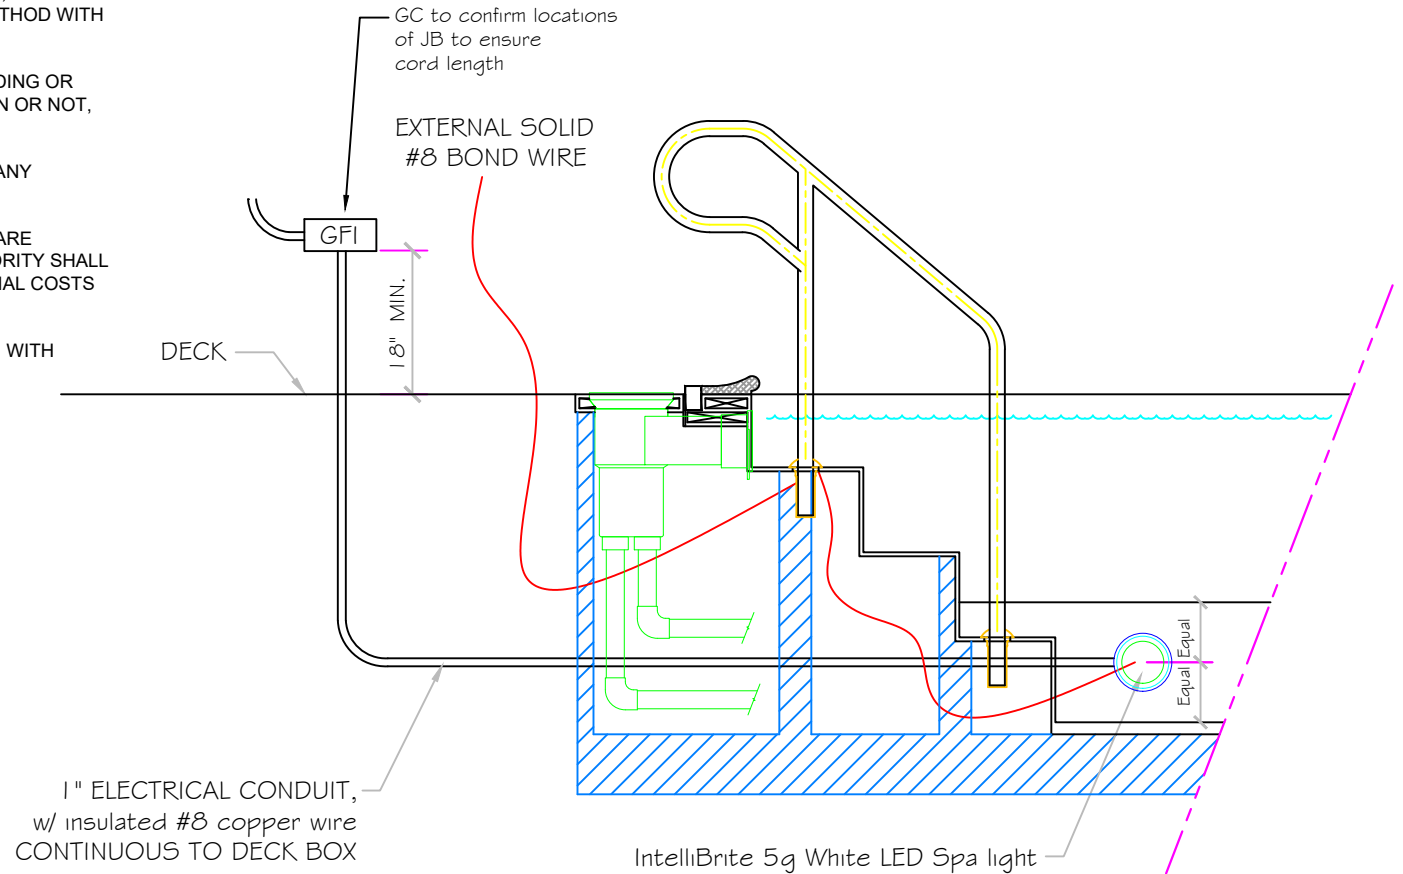 THOD WITH
DING OR
N OR NOT,
ANY
ARE
RITY SHALL
NAL COSTS
WITH
GC to confirm locations
of JB to ensure
cord length
EXTERNAL SOLID
#8 BOND WIRE
GFI
18" MIN.
DECK
Equal
Equal
1" ELECTRICAL CONDUIT,
w/ insulated #8 copper wire
CONTINUOUS TO DECK BOX
IntelliBrite 5g White LED Spa light